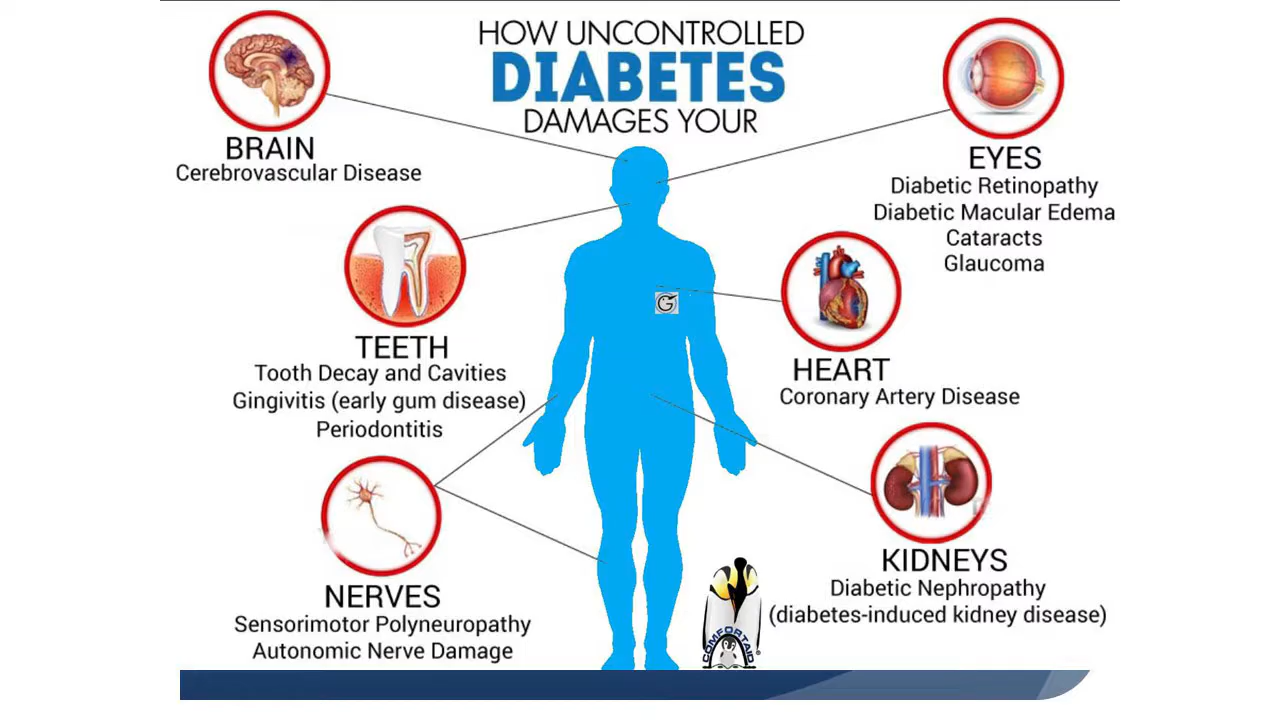 HOW UNCONTROLLED
DIABETES
DAMAGES YOUR
BRAIN
Cerebrovascular Disease
EYES
Diabetic Retinopathy
Diabetic Macular Edema
Cataracts
Glaucoma
TEETH
Tooth Decay and Cavities
Gingivitis (early gum disease)
Periodontitis
HEART
Coronary Artery Disease
NERVES
Sensorimotor Polyneuropathy
Autonomic Nerve Damage
KIDNEYS
Diabetic Nephropathy
(diabetes-induced kidney disease)
COMFORTAID®
G